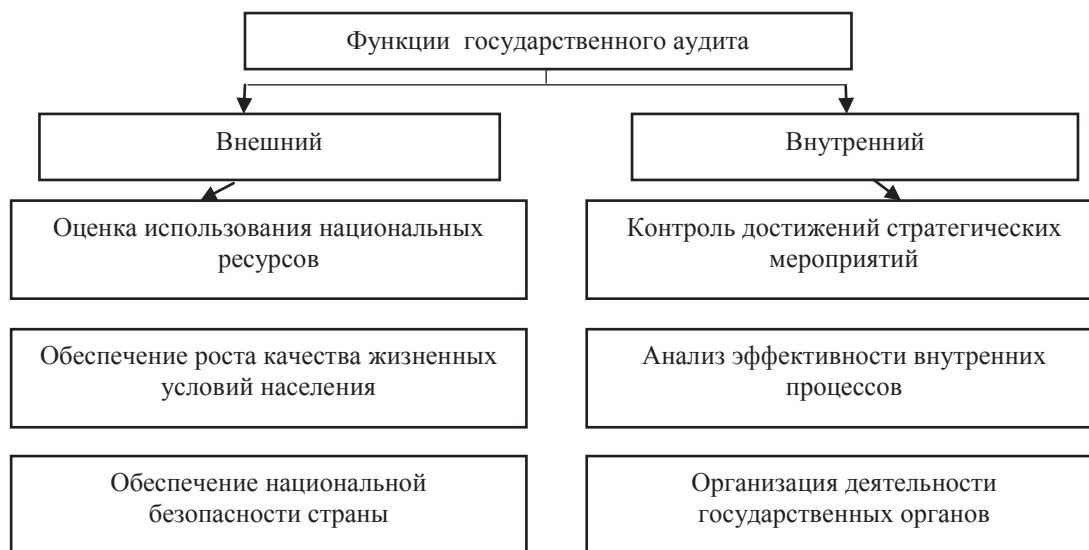 Функции государственного аудита
Внешний
Внутренний
Оценка использования национальных
ресурсов
Контроль достижений стратегических
мероприятий
Обеспечение роста качества жизненных
условий населения
Анализ эффективности внутренних
процессов
Обеспечение национальной
безопасности страны
Организация деятельности
государственных органов